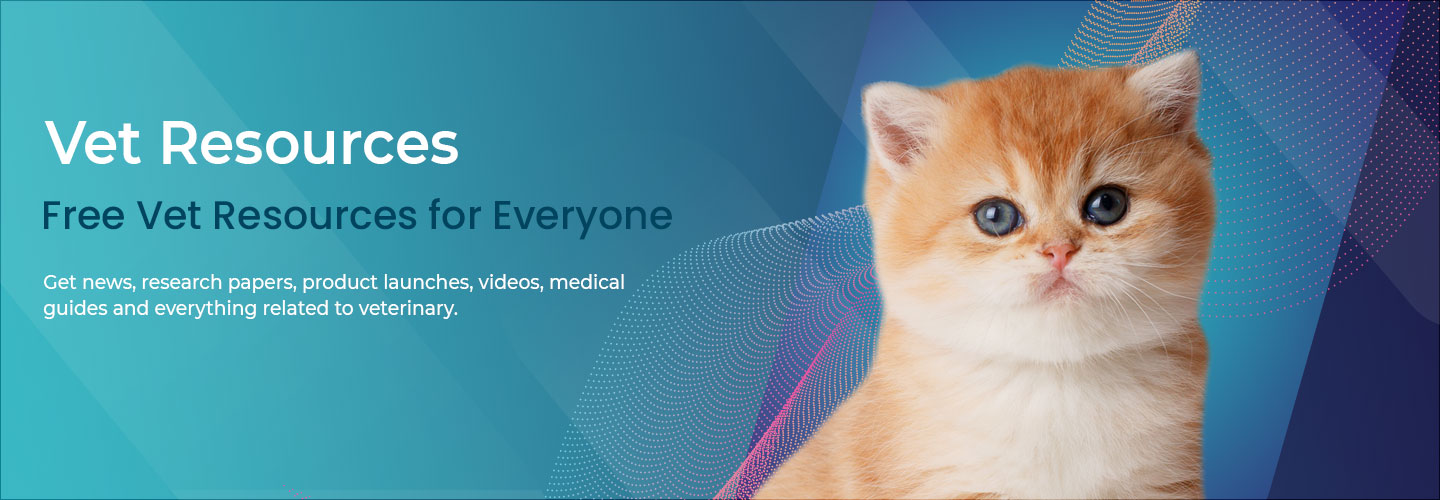 Vet Resources
Free Vet Resources for Everyone
Get news, research papers, product launches, videos, medical
guides and everything related to veterinary.